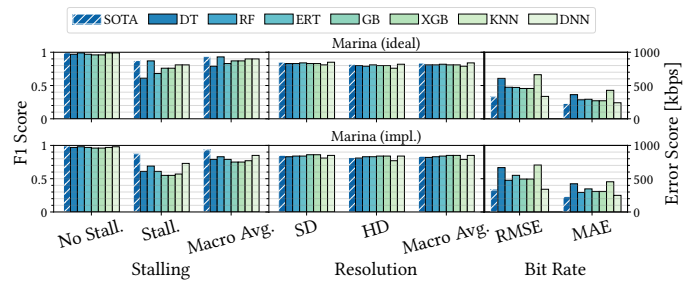 SOTA DT RF ERT GB XGB KNN DNN
Marina (ideal)
1
0.5
0
1000
500
0
Marina (impl.)
1
0.5
0
1000
500
0
F1 Score
Error Score [kbps]
No Stall. Stall. Macro Avg. SD HD Macro Avg. RMSE MAE
Stalling Resolution Bit Rate